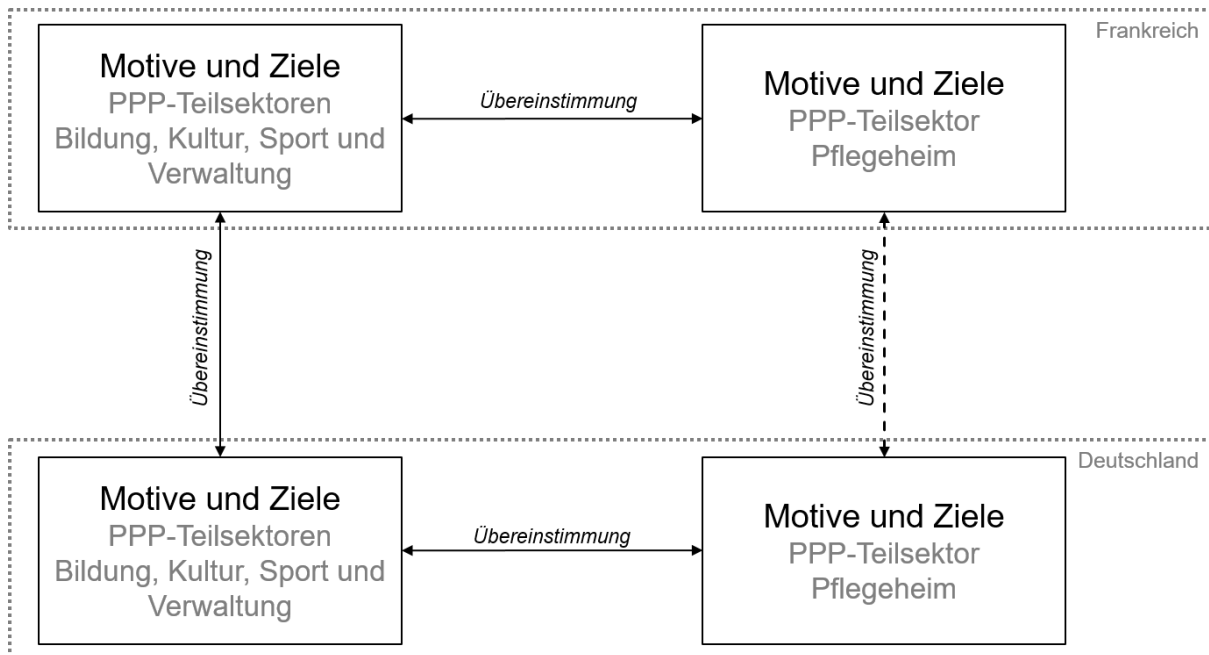 Frankreich
Motive und Ziele
PPP-Teilsektoren
Bildung, Kultur, Sport und
Verwaltung
Übereinstimmung
Motive und Ziele
PPP-Teilsektor
Pflegeheim
Übereinstimmung
Übereinstimmung
Deutschland
Motive und Ziele
PPP-Teilsektoren
Bildung, Kultur, Sport und
Verwaltung
Übereinstimmung
Motive und Ziele
PPP-Teilsektor
Pflegeheim